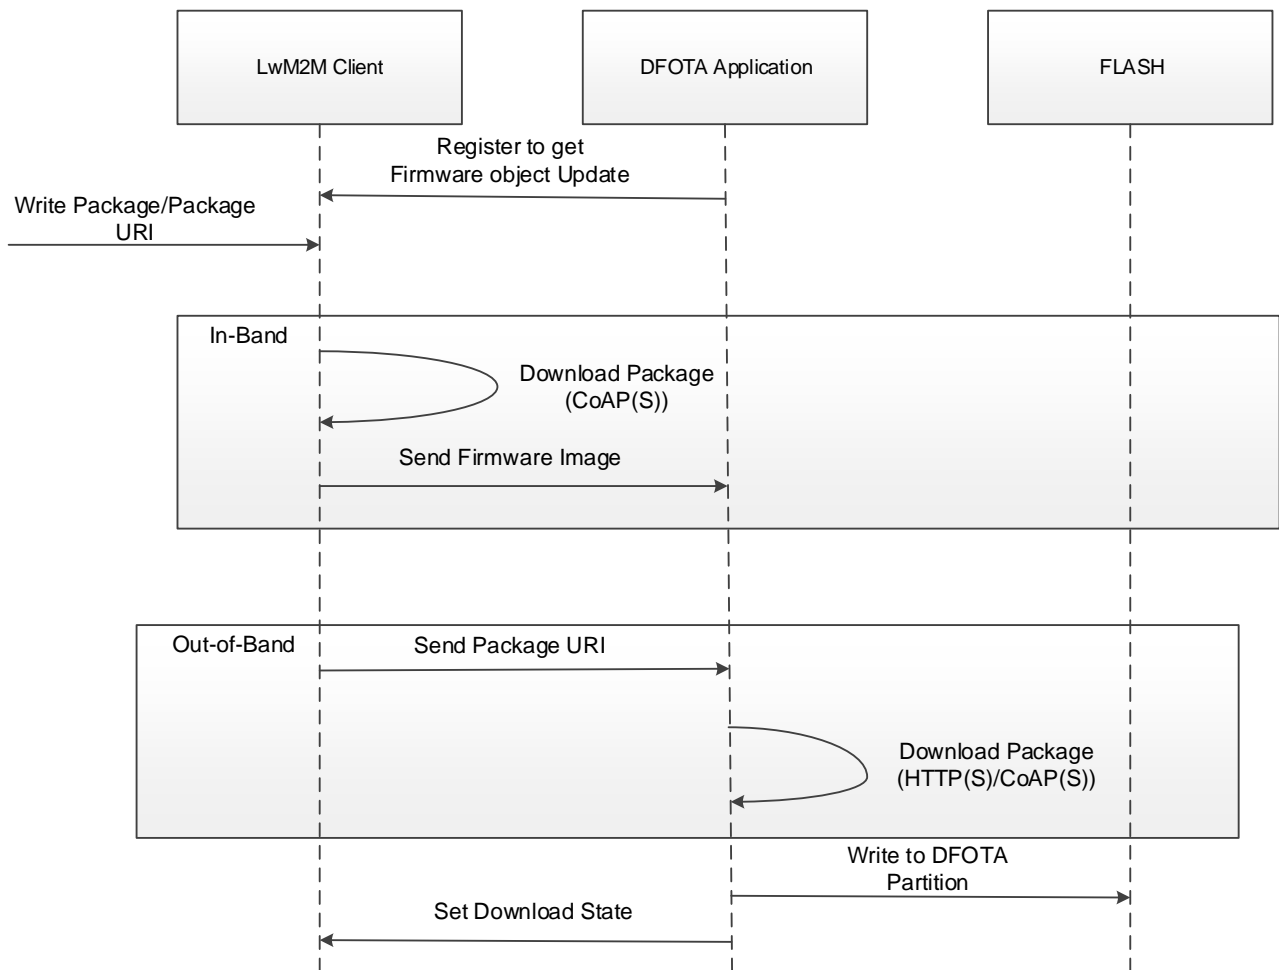 LwM2M Client
DFOTA Application
FLASH
Register to get
Firmware object Update
Write Package/Package
URI
In-Band
Download Package
(CoAP(S))
Send Firmware Image
Out-of-Band
Send Package URI
Download Package
(HTTP(S)/CoAP(S))
Write to DFOTA
Partition
Set Download State